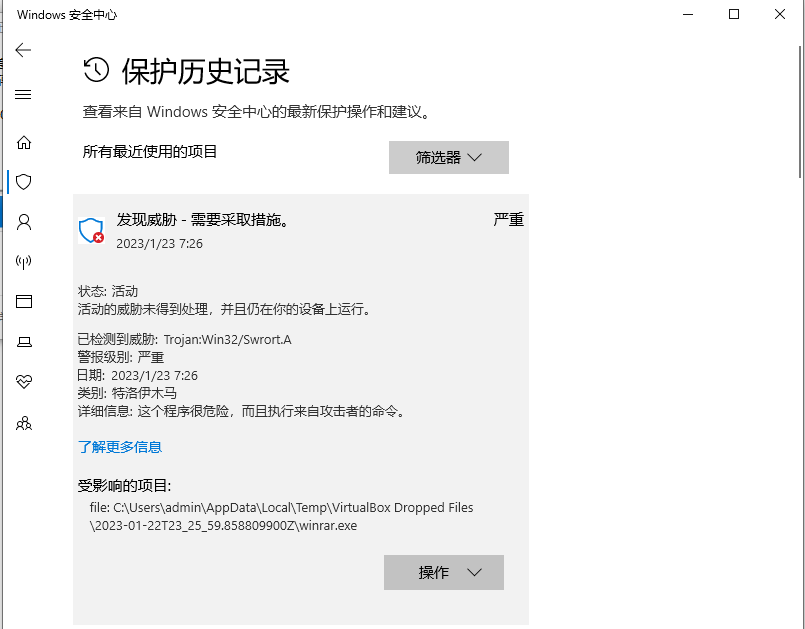 Windows 安全中心
保护历史记录
查看来自 Windows 安全中心的最新保护操作和建议。
所有最近使用的项目
筛选器
发现威胁 - 需要采取措施。
严重
2023/1/23 7:26
状态: 活动
活动的威胁未得到处理，并且仍在你的设备上运行。
已检测到威胁: Trojan:Win32/Swrort.A
警报级别: 严重
日期: 2023/1/23 7:26
类别: 特洛伊木马
详细信息: 这个程序很危险，而且执行来自攻击者的命令。
了解更多信息
受影响的项目:
file: C:\Users\admin\AppData\Local\Temp\VirtualBox Dropped Files
\2023-01-22T23_25_59.858809900Z\winrar.exe
操作